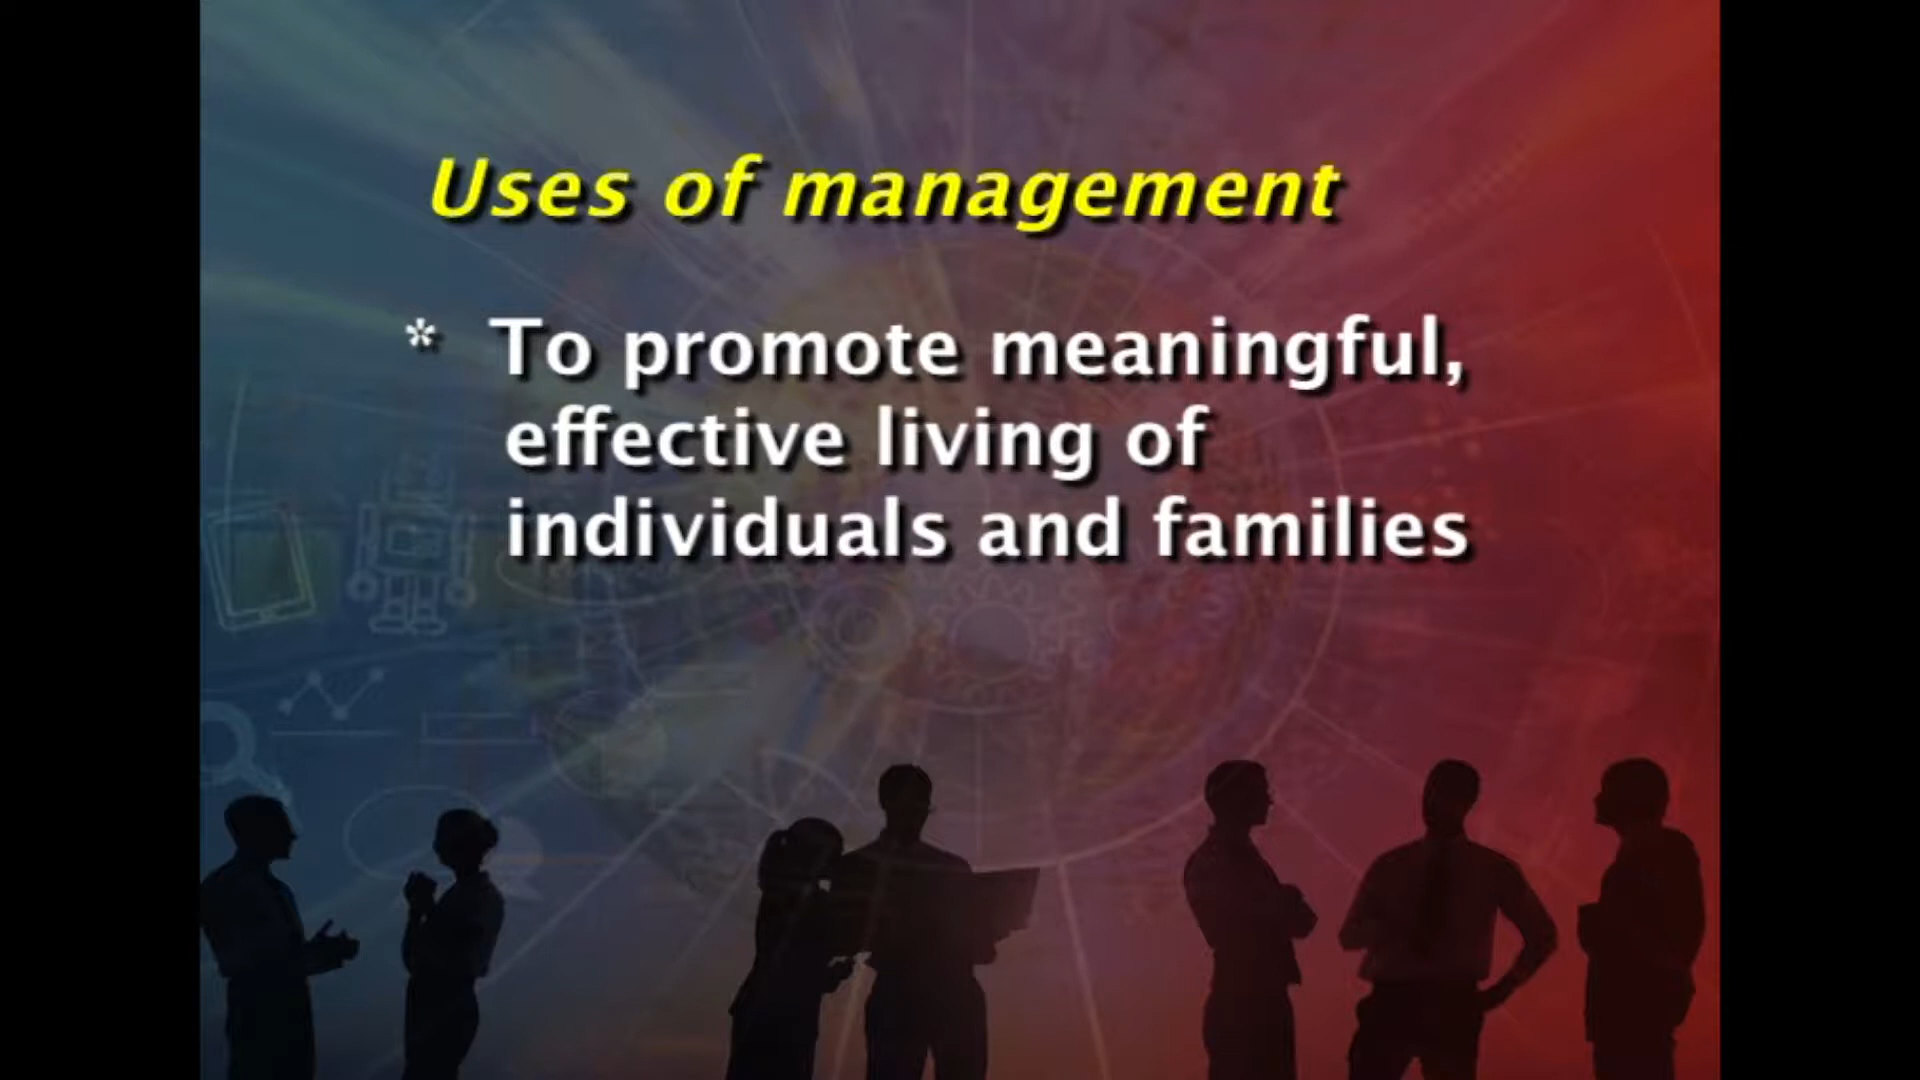 Uses of management
* To promote meaningful,
effective living of
individuals and families